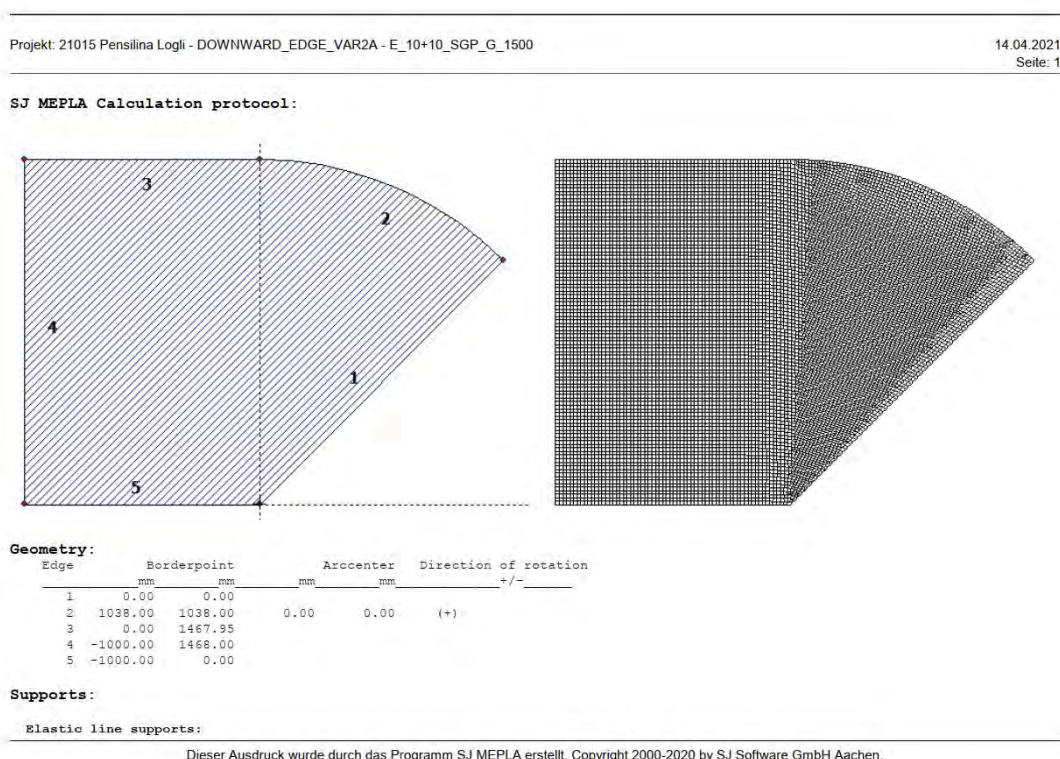 Projekt: 21015 Pensilina Logli - DOWNWARD_EDGE_VAR2A - E_10+10_SGP_G_1500 14.04.2021
Seite: 1
SJ MEPLA Calculation protocol:
3
2
4
1
5
Geometry:
Edge Borderpoint Arccenter Direction of rotation
mm mm mm mm +/-
1 0.00 0.00
2 1038.00 1038.00 0.00 0.00 (+)
3 0.00 1467.95
4 -1000.00 1468.00
5 -1000.00 0.00
Supports:
Elastic line supports:
Dieser Ausdruck wurde durch das Programm SJ MEPLA erstellt. Copyright 2000-2020 by SJ Software GmbH Aachen.